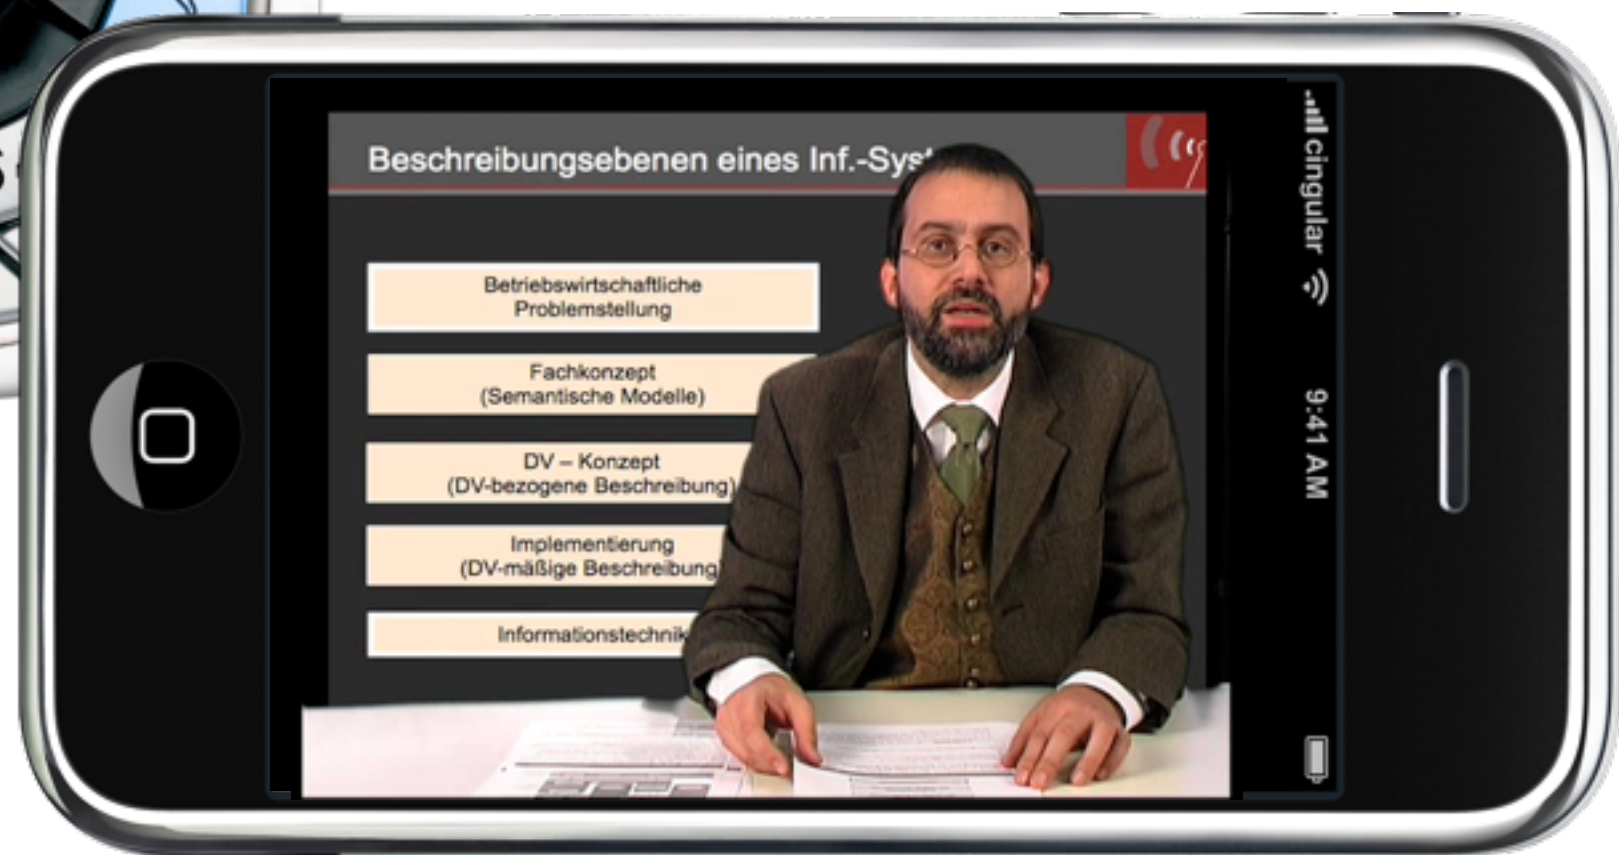 Beschreibungsebenen eines Inf.-Syst
Betriebswirtschaftliche
Problemstellung
Fachkonzept
(Semantische Modelle)
DV – Konzept
(DV-bezogene Beschreibung)
Implementierung
(DV-mäßige Beschreibung
Informationstechnik
cingular
9:41 AM